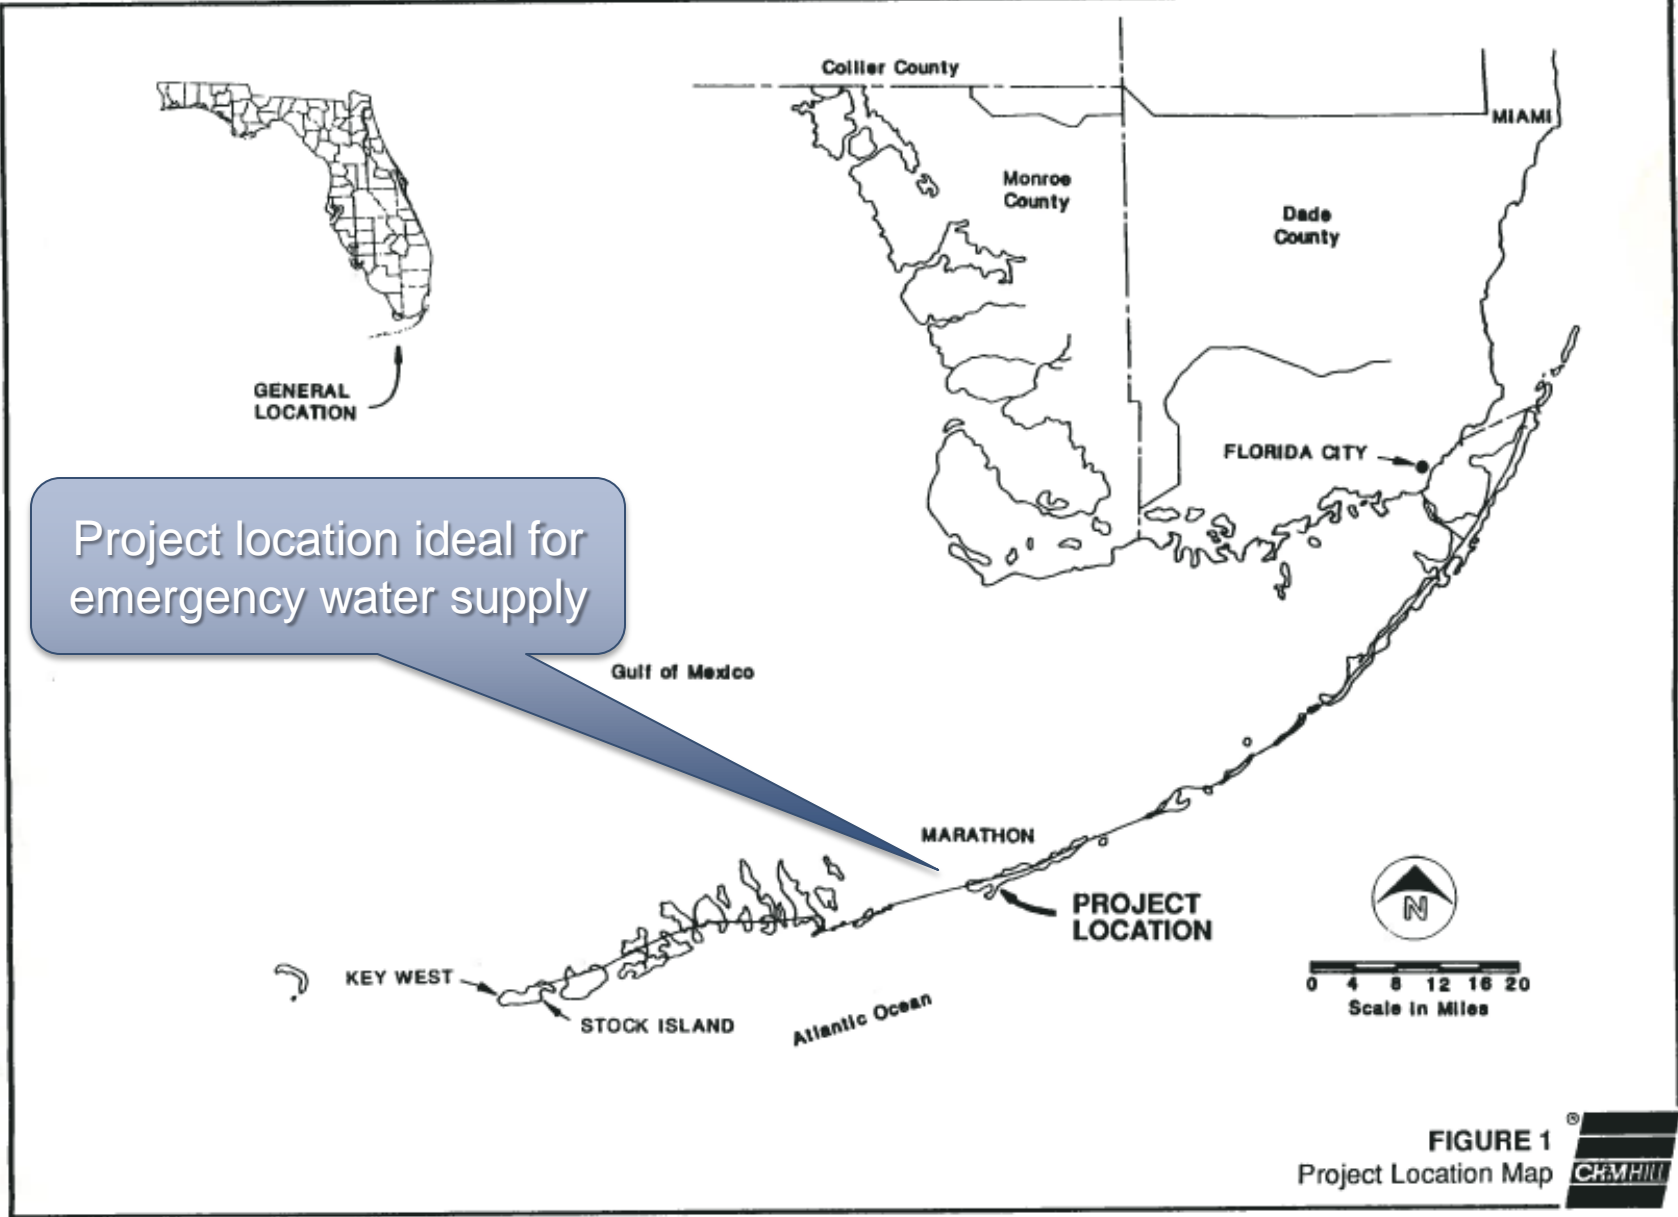 Collier County
MIAMI
Monroe
County
Dade
County
GENERAL
LOCATION
FLORIDA CITY
Project location ideal for
emergency water supply
Gulf of Mexico
MARATHON
PROJECT
LOCATION
N
KEY WEST
STOCK ISLAND
Atlantic Ocean
0 4 8 12 16 20
Scale in Miles
®
FIGURE 1
Project Location Map
CH2M HILL